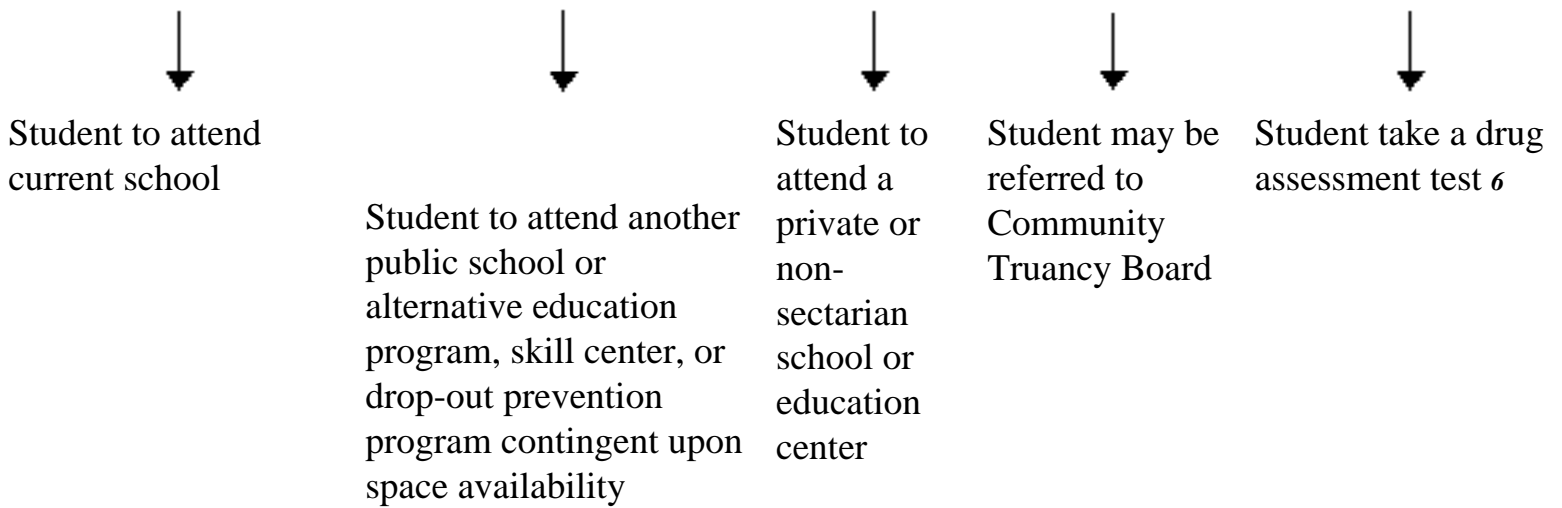 Student to attend
current school
Student to attend another
public school or
alternative education
program, skill center, or
drop-out prevention
program contingent upon
space availability
Student to
attend a
private or
non-
sectarian
school or
education
center
Student may be
referred to
Community
Truancy Board
Student take a drug
assessment test 6